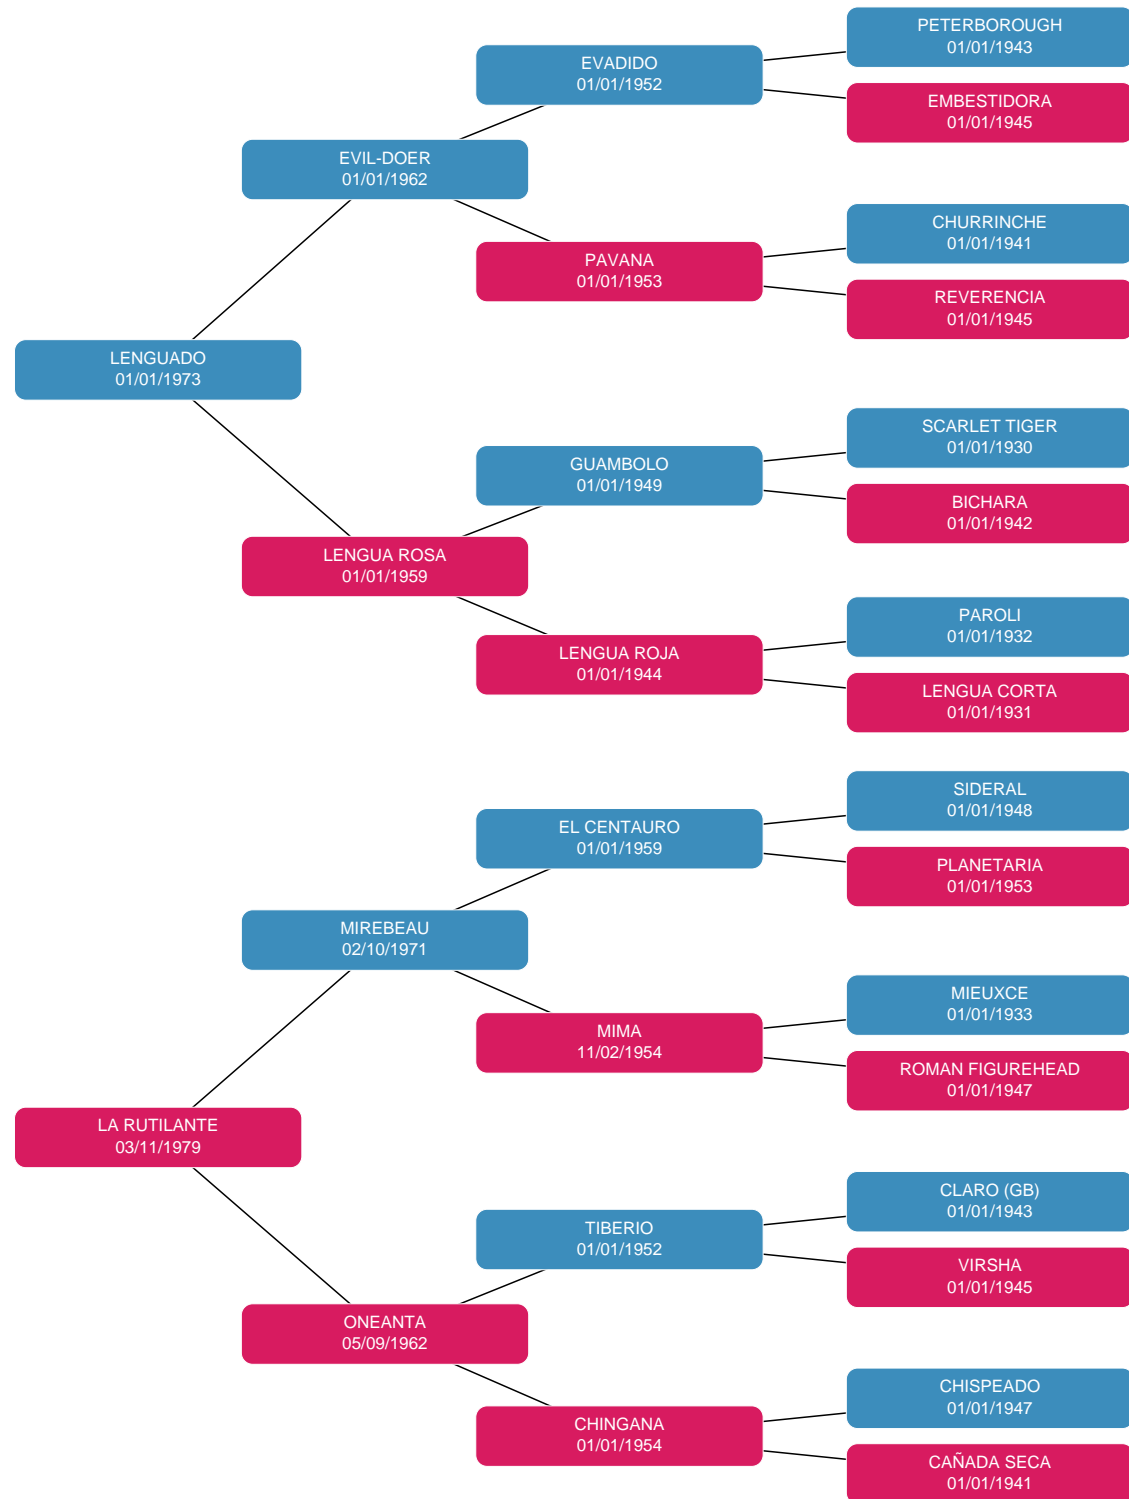 PETERBOROUGH
01/01/1943
EVADIDO
01/01/1952
EMBESTIDORA
01/01/1945
EVIL-DOER
01/01/1962
CHURRINCHE
01/01/1941
PAVANA
01/01/1953
REVERENCIA
01/01/1945
LENGUADO
01/01/1973
SCARLET TIGER
01/01/1930
GUAMBOLO
01/01/1949
BICHARA
01/01/1942
LENGUA ROSA
01/01/1959
PAROLI
01/01/1932
LENGUA ROJA
01/01/1944
LENGUA CORTA
01/01/1931
SIDERAL
01/01/1948
EL CENTAURO
01/01/1959
PLANETARIA
01/01/1953
MIREBEAU
02/10/1971
MIEUXCE
01/01/1933
MIMA
11/02/1954
ROMAN FIGUREHEAD
01/01/1947
LA RUTILANTE
03/11/1979
CLARO (GB)
01/01/1943
TIBERIO
01/01/1952
VIRSHA
01/01/1945
ONEANTA
05/09/1962
CHISPEADO
01/01/1947
CHINGANA
01/01/1954
CAÑADA SECA
01/01/1941